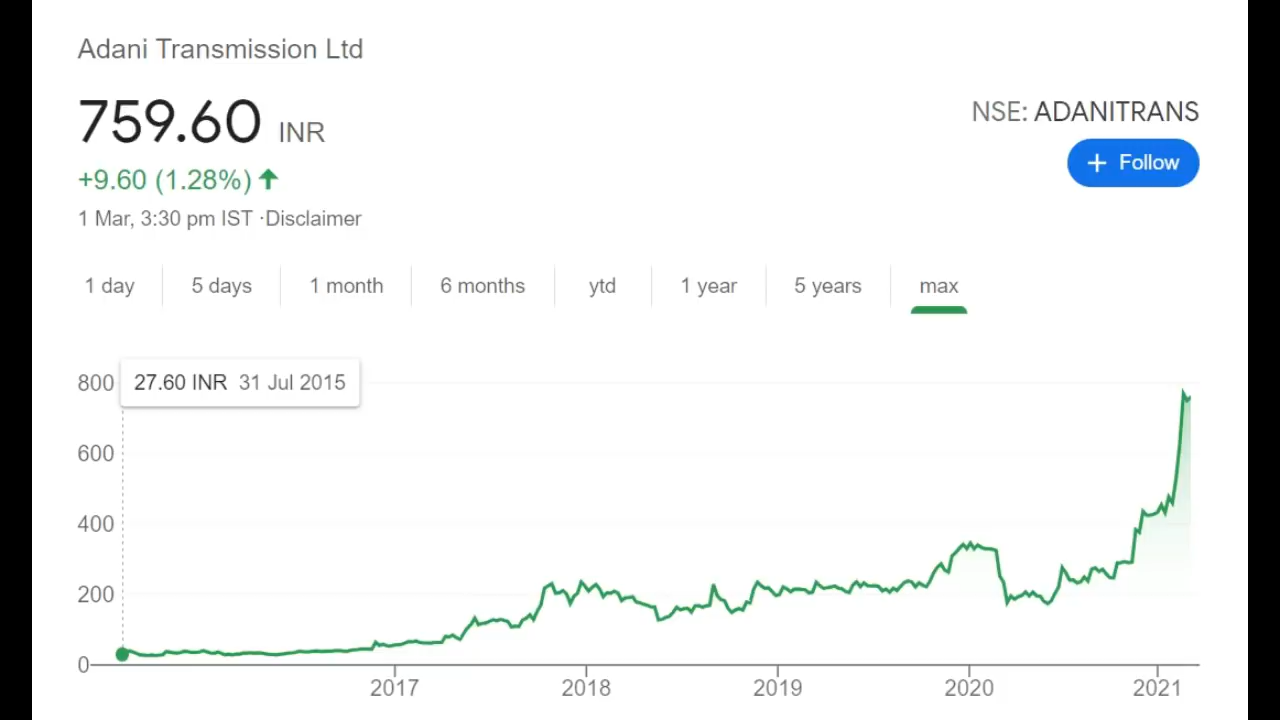 Adani Transmission Ltd
759.60 INR
NSE: ADANITRANS
+ Follow
+9.60 (1.28%) ↑
1 Mar, 3:30 pm IST ·Disclaimer
1 day 5 days 1 month 6 months ytd 1 year 5 years max
27.60 INR 31 Jul 2015
800
600
400
200
0
2017 2018 2019 2020 2021